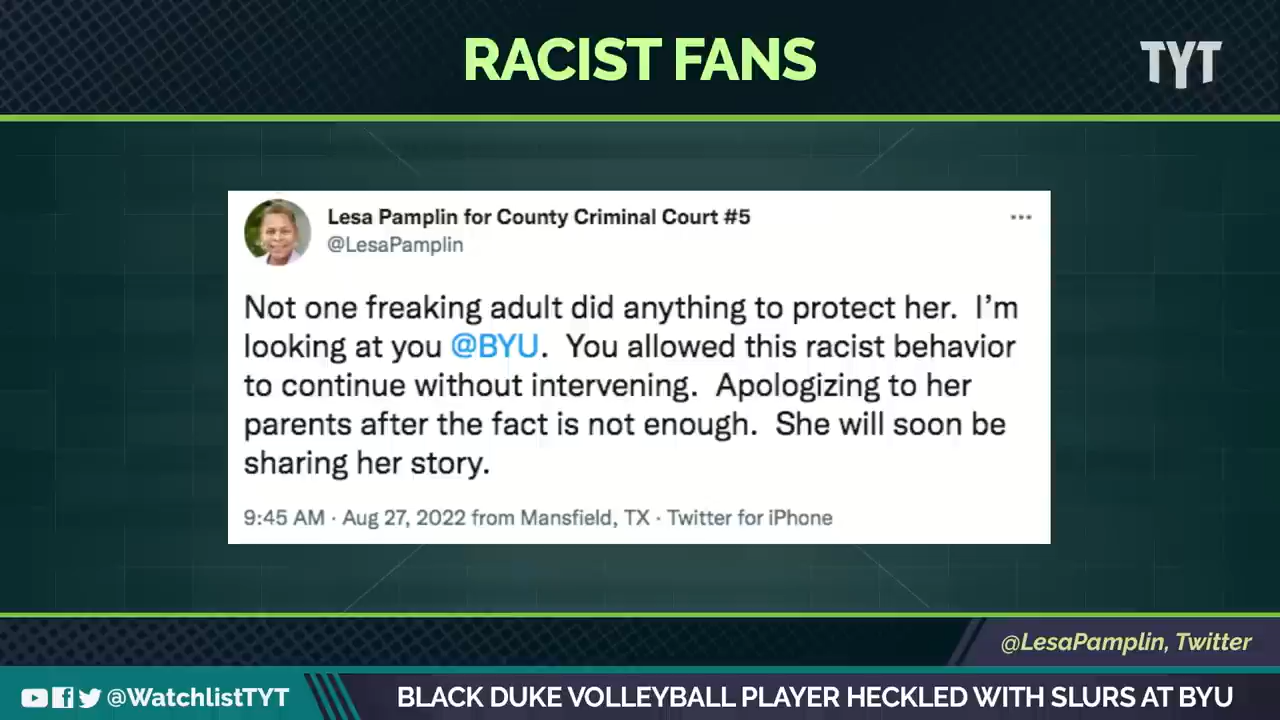 RACIST FANS
TYT
Lesa Pamplin for County Criminal Court #5
@LesaPamplin
Not one freaking adult did anything to protect her.  I’m
looking at you @BYU.  You allowed this racist behavior
to continue without intervening.  Apologizing to her
parents after the fact is not enough.  She will soon be
sharing her story.
9:45 AM · Aug 27, 2022 from Mansfield, TX · Twitter for iPhone
@LesaPamplin, Twitter
@WatchlistTYT
BLACK DUKE VOLLEYBALL PLAYER HECKLED WITH SLURS AT BYU